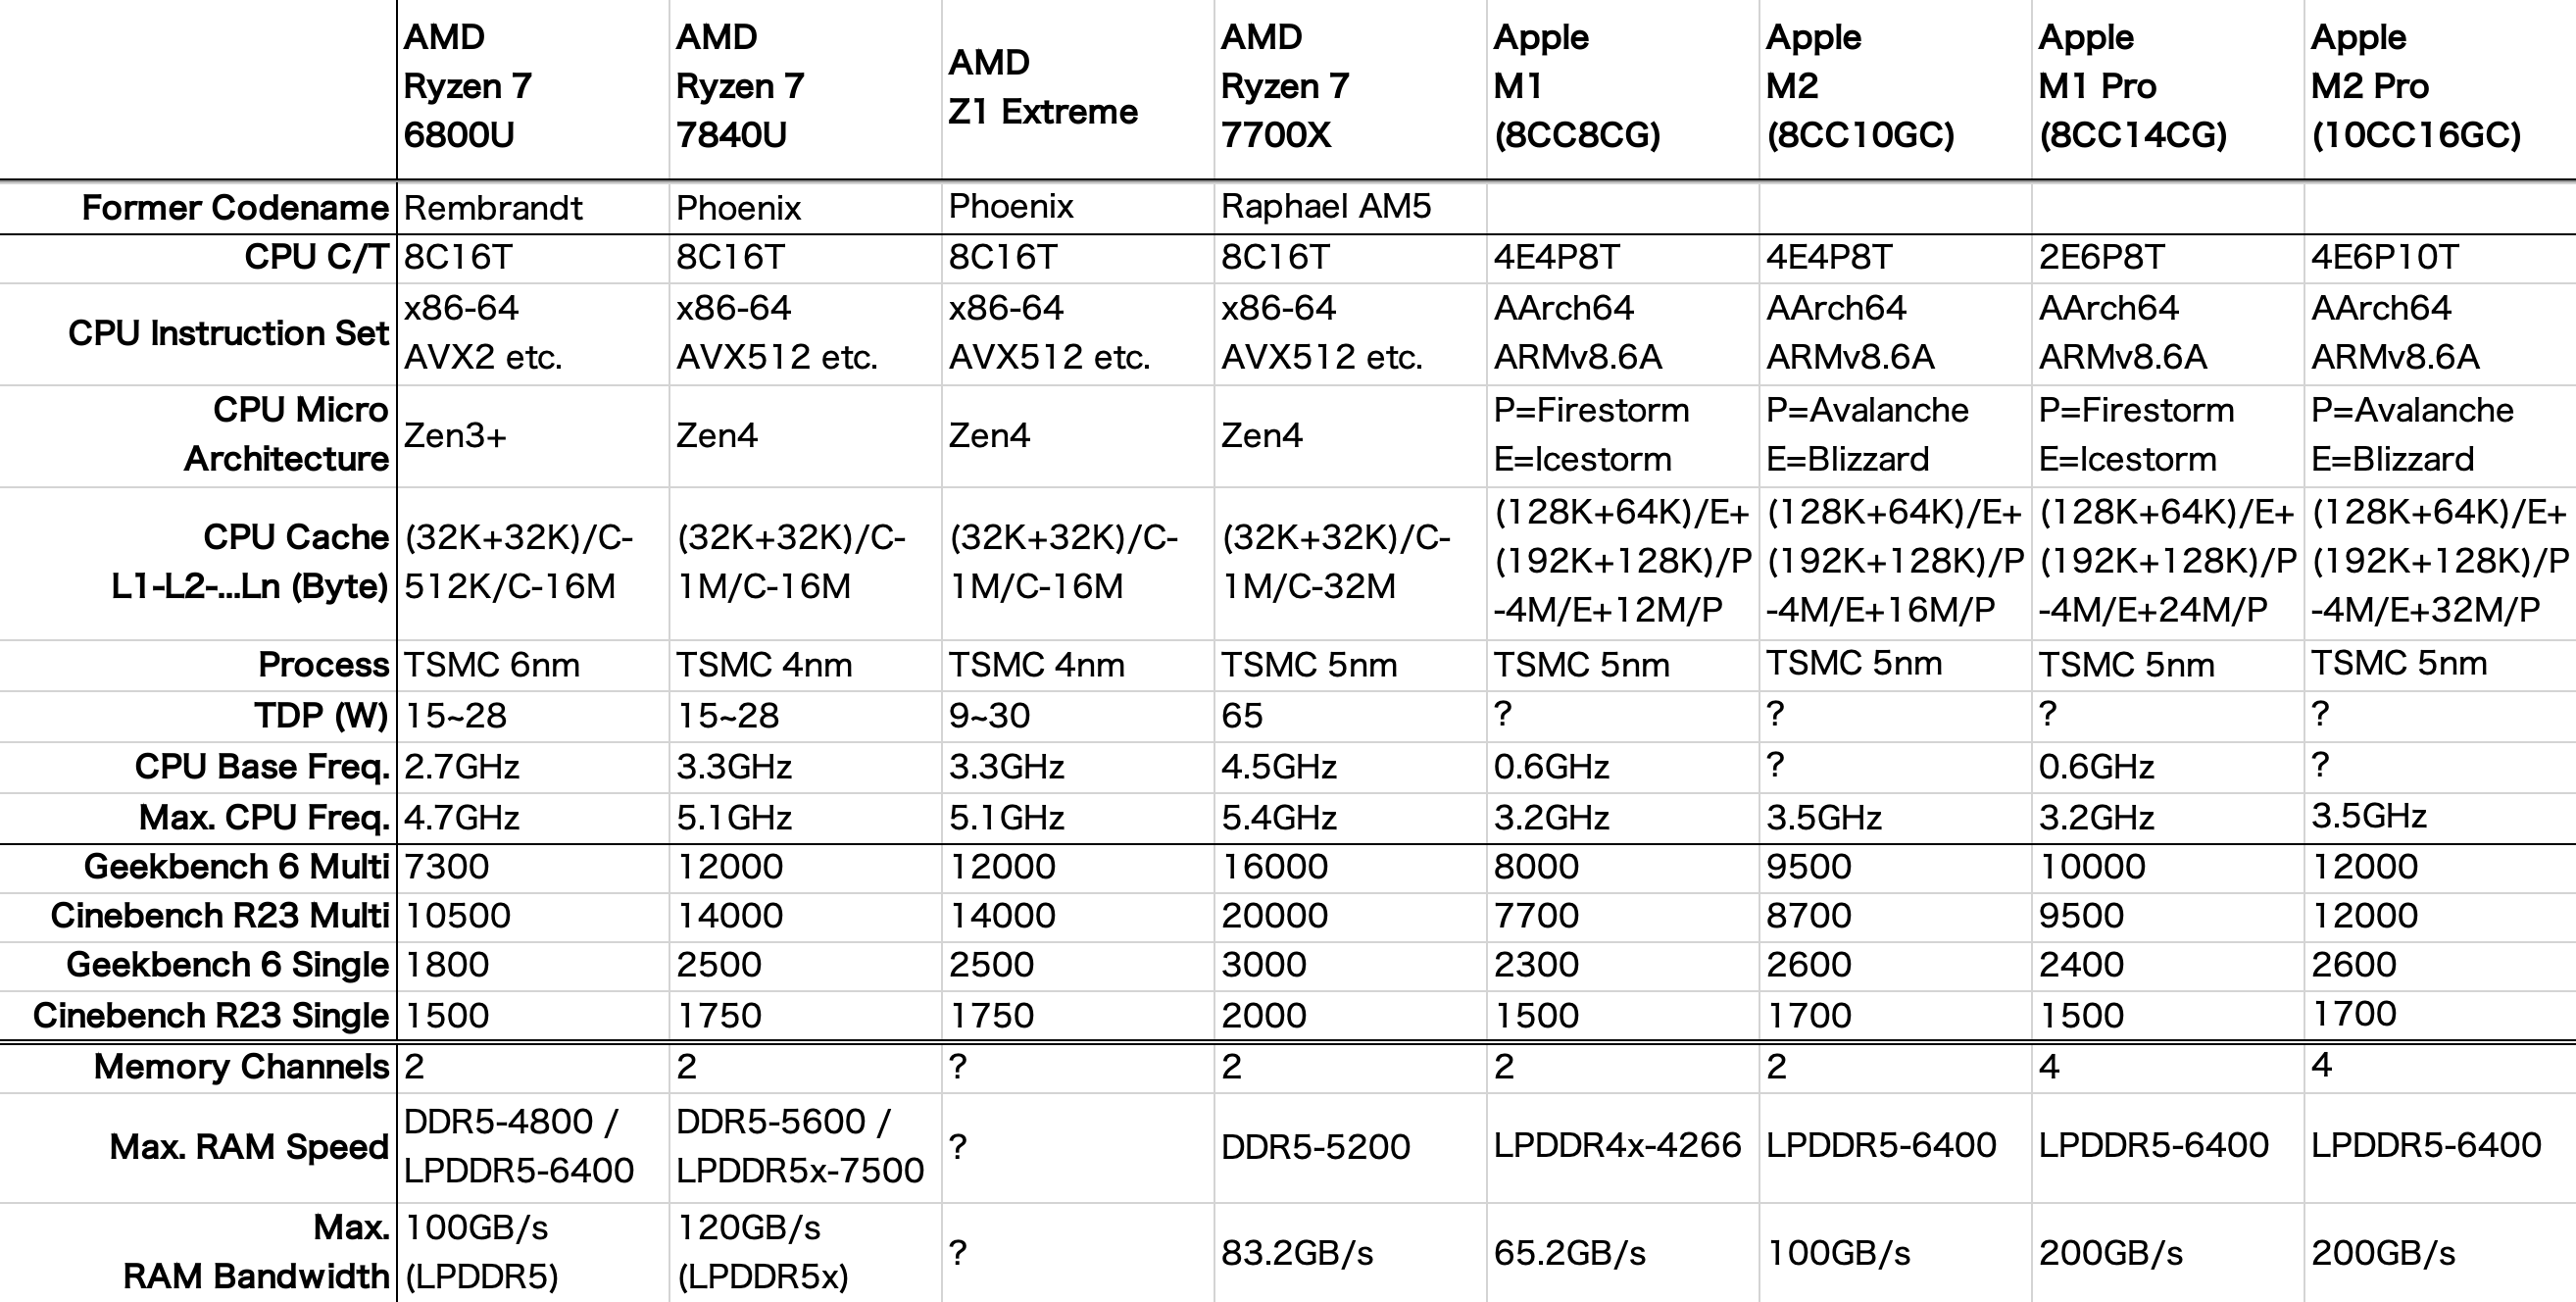 AMD
Ryzen 7
6800U
AMD
Ryzen 7
7840U
AMD
Z1 Extreme
AMD
Ryzen 7
7700X
Apple
M1
(8CC8CG)
Apple
M2
(8CC10GC)
Apple
M1 Pro
(8CC14CG)
Apple
M2 Pro
(10CC16GC)
Former Codename
Rembrandt
Phoenix
Phoenix
Raphael AM5
CPU C/T
8C16T
8C16T
8C16T
8C16T
4E4P8T
4E4P8T
2E6P8T
4E6P10T
CPU Instruction Set
x86-64
AVX2 etc.
x86-64
AVX512 etc.
x86-64
AVX512 etc.
x86-64
AVX512 etc.
AArch64
ARMv8.6A
AArch64
ARMv8.6A
AArch64
ARMv8.6A
AArch64
ARMv8.6A
CPU Micro
Architecture
Zen3+
Zen4
Zen4
Zen4
P=Firestorm
E=Icestorm
P=Avalanche
E=Blizzard
P=Firestorm
E=Icestorm
P=Avalanche
E=Blizzard
CPU Cache
L1-L2-...Ln (Byte)
(32K+32K)/C-
512K/C-16M
(32K+32K)/C-
1M/C-16M
(32K+32K)/C-
1M/C-16M
(32K+32K)/C-
1M/C-32M
(128K+64K)/E+
(192K+128K)/P
-4M/E+12M/P
(128K+64K)/E+
(192K+128K)/P
-4M/E+16M/P
(128K+64K)/E+
(192K+128K)/P
-4M/E+24M/P
(128K+64K)/E+
(192K+128K)/P
-4M/E+32M/P
Process
TSMC 6nm
TSMC 4nm
TSMC 4nm
TSMC 5nm
TSMC 5nm
TSMC 5nm
TSMC 5nm
TSMC 5nm
TDP (W)
15~28
15~28
9~30
65
?
?
?
?
CPU Base Freq.
2.7GHz
3.3GHz
3.3GHz
4.5GHz
0.6GHz
?
0.6GHz
?
Max. CPU Freq.
4.7GHz
5.1GHz
5.1GHz
5.4GHz
3.2GHz
3.5GHz
3.2GHz
3.5GHz
Geekbench 6 Multi
7300
12000
12000
16000
8000
9500
10000
12000
Cinebench R23 Multi
10500
14000
14000
20000
7700
8700
9500
12000
Geekbench 6 Single
1800
2500
2500
3000
2300
2600
2400
2600
Cinebench R23 Single
1500
1750
1750
2000
1500
1700
1500
1700
Memory Channels
2
2
?
2
2
2
4
4
Max. RAM Speed
DDR5-4800 /
LPDDR5-6400
DDR5-5600 /
LPDDR5x-7500
?
DDR5-5200
LPDDR4x-4266
LPDDR5-6400
LPDDR5-6400
LPDDR5-6400
Max.
RAM Bandwidth
100GB/s
(LPDDR5)
120GB/s
(LPDDR5x)
?
83.2GB/s
65.2GB/s
100GB/s
200GB/s
200GB/s